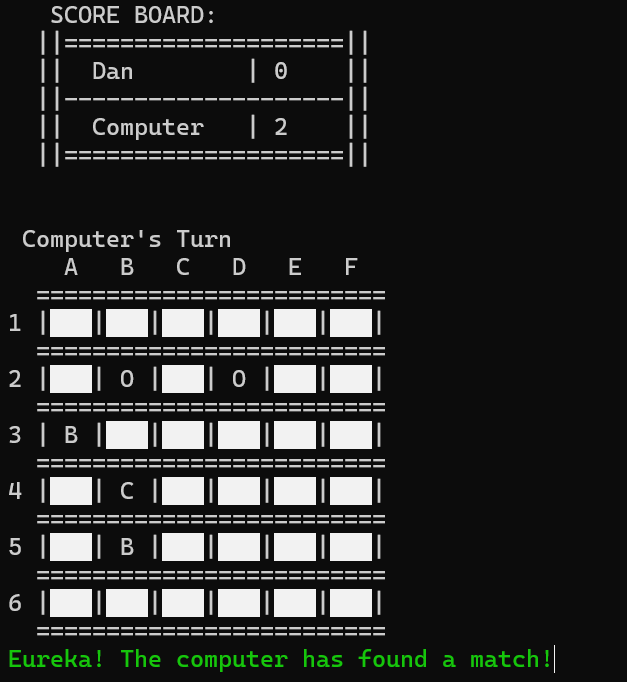 SCORE BOARD:
||====================||
||  Dan        | 0    ||
||--------------------||
||  Computer   | 2    ||
||====================||
Computer's Turn
A   B   C   D   E   F
=========================
1 |   |   |   |   |   |   |
=========================
2 |   | O |   | O |   |   |
=========================
3 | B |   |   |   |   |   |
=========================
4 |   | C |   |   |   |   |
=========================
5 |   | B |   |   |   |   |
=========================
6 |   |   |   |   |   |   |
=========================
Eureka! The computer has found a match!